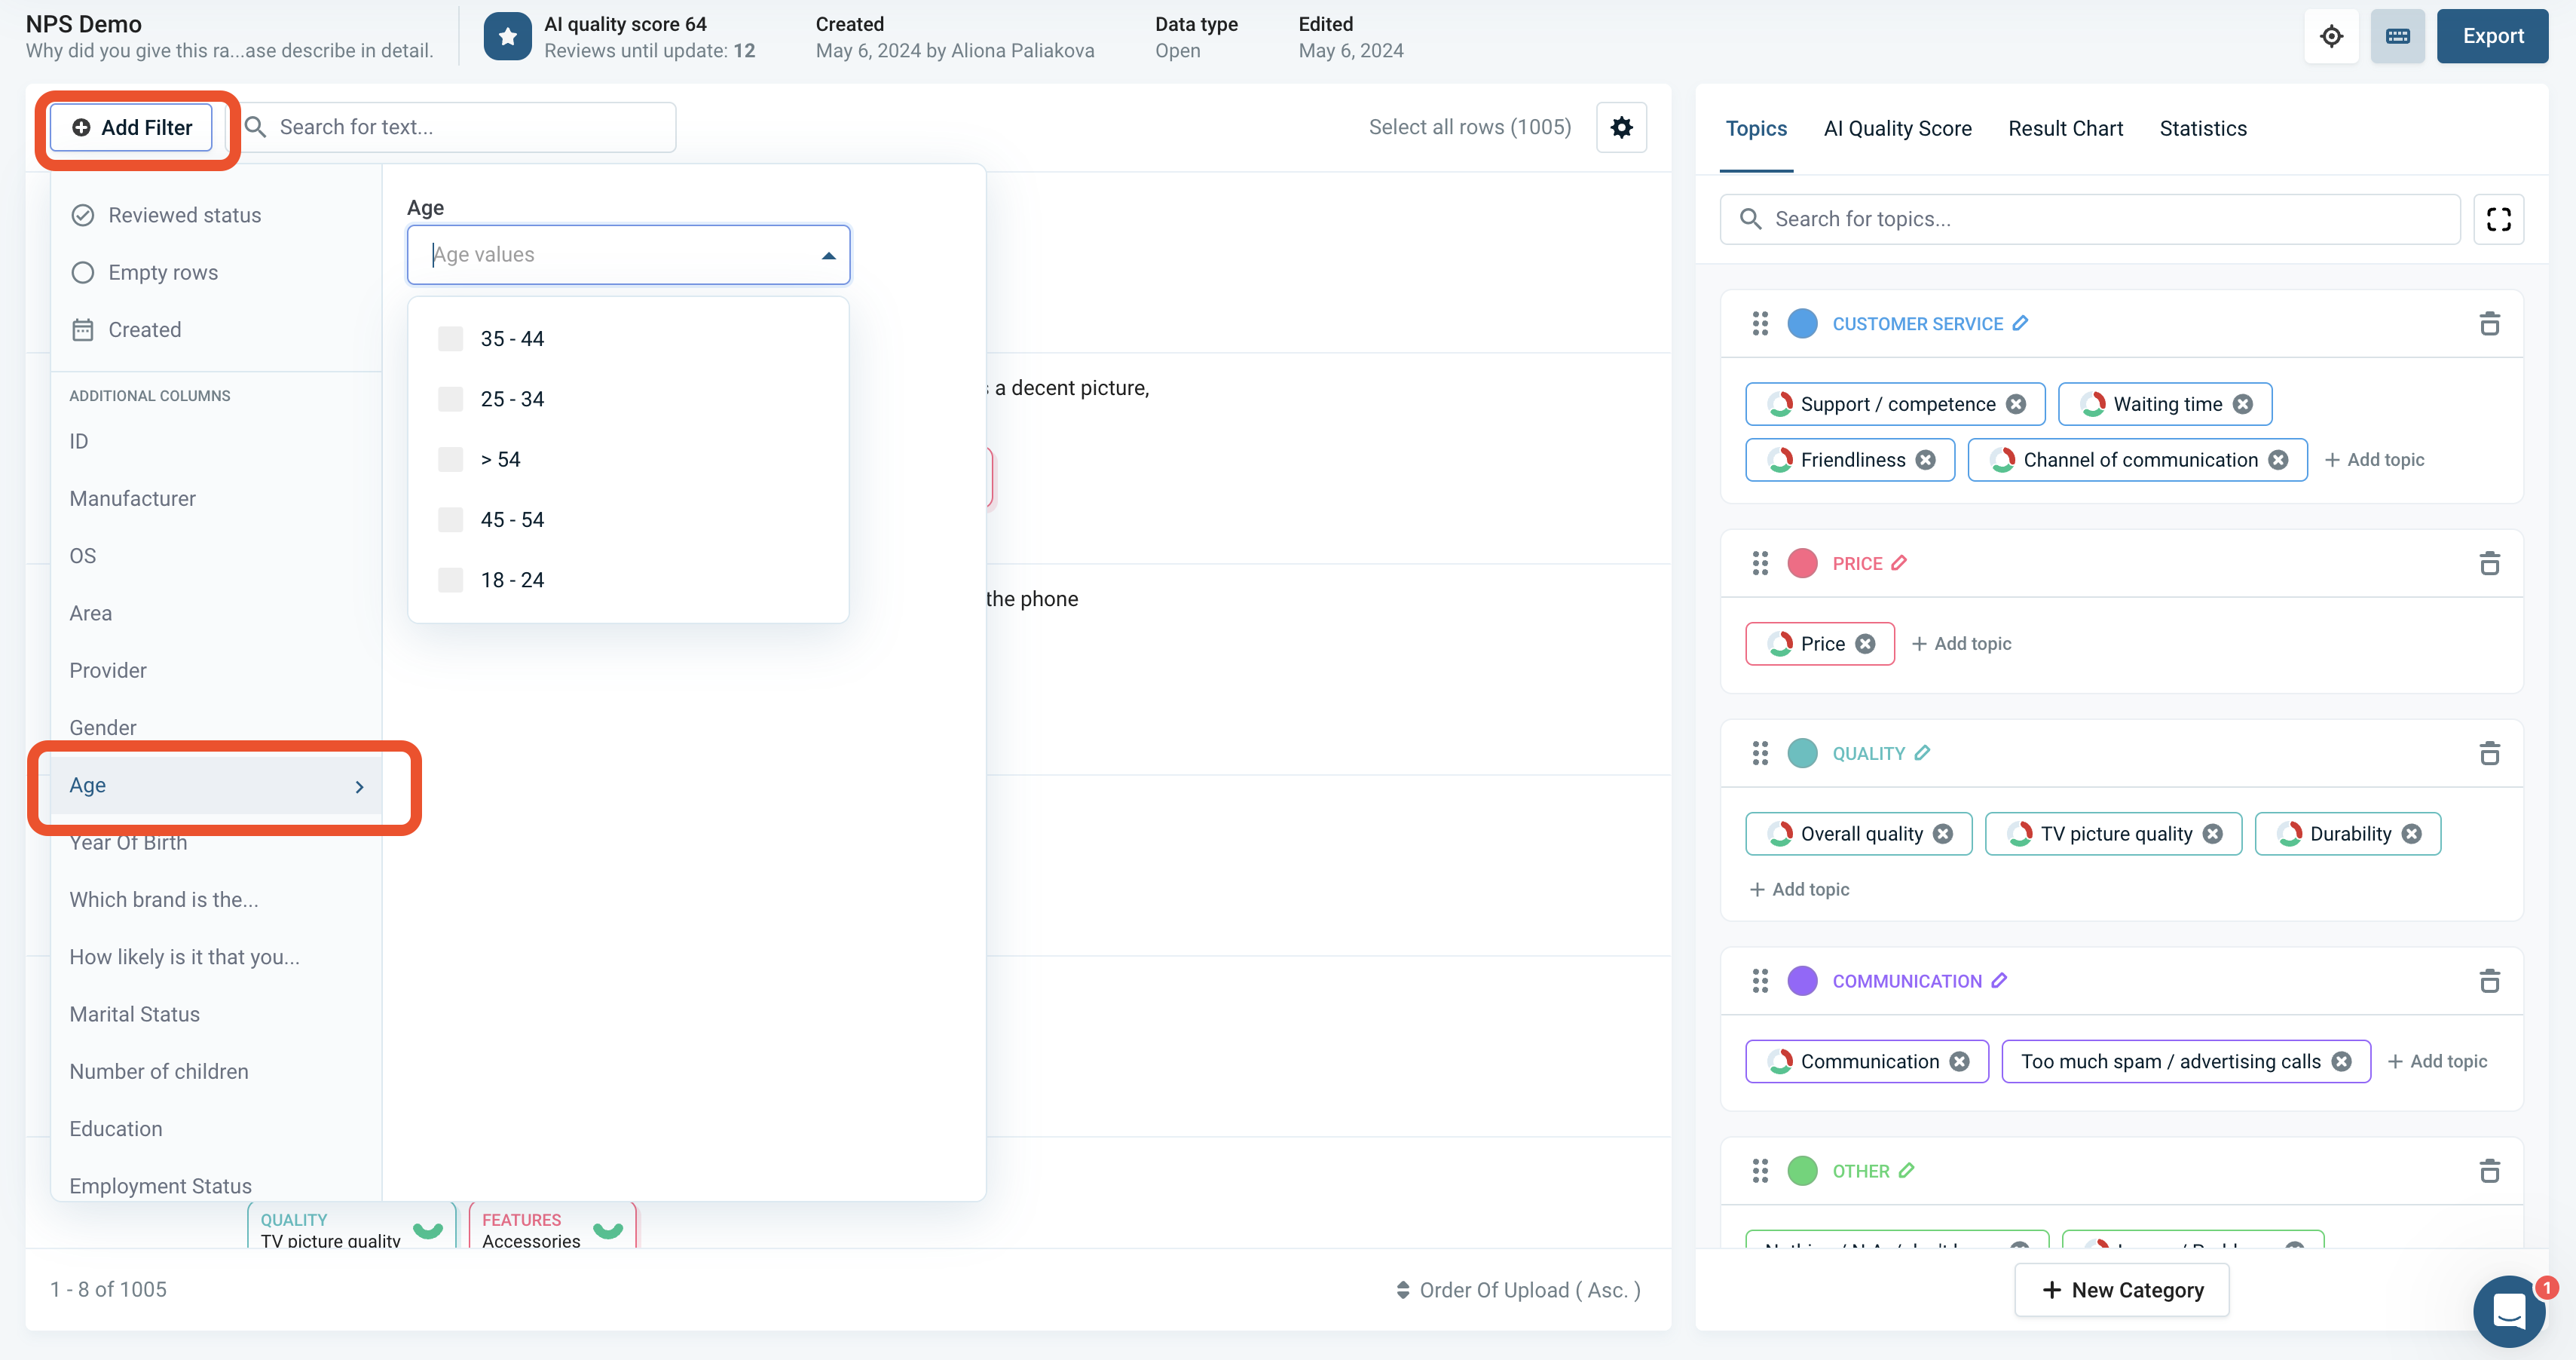 NPS Demo
Why did you give this ra...ase describe in detail.
AI quality score 64
Reviews until update: 12
Created
May 6, 2024 by Aliona Paliakova
Data type
Open
Edited
May 6, 2024
Export
Add Filter
Search for text...
Select all rows (1005)
Reviewed status
Empty rows
Created
ADDITIONAL COLUMNS
ID
Manufacturer
OS
Area
Provider
Gender
Age
Year Of Birth
Which brand is the...
How likely is it that you...
Marital Status
Number of children
Education
Employment Status
Age
Age values
35 - 44
25 - 34
> 54
45 - 54
18 - 24
a decent picture,
the phone
QUALITY
TV picture quality
FEATURES
Accessories
1 - 8 of 1005
Order Of Upload ( Asc. )
Topics
AI Quality Score
Result Chart
Statistics
Search for topics...
CUSTOMER SERVICE
Support / competence
Waiting time
Friendliness
Channel of communication
+ Add topic
PRICE
Price
+ Add topic
QUALITY
Overall quality
TV picture quality
Durability
+ Add topic
COMMUNICATION
Communication
Too much spam / advertising calls
+ Add topic
OTHER
+ New Category
1